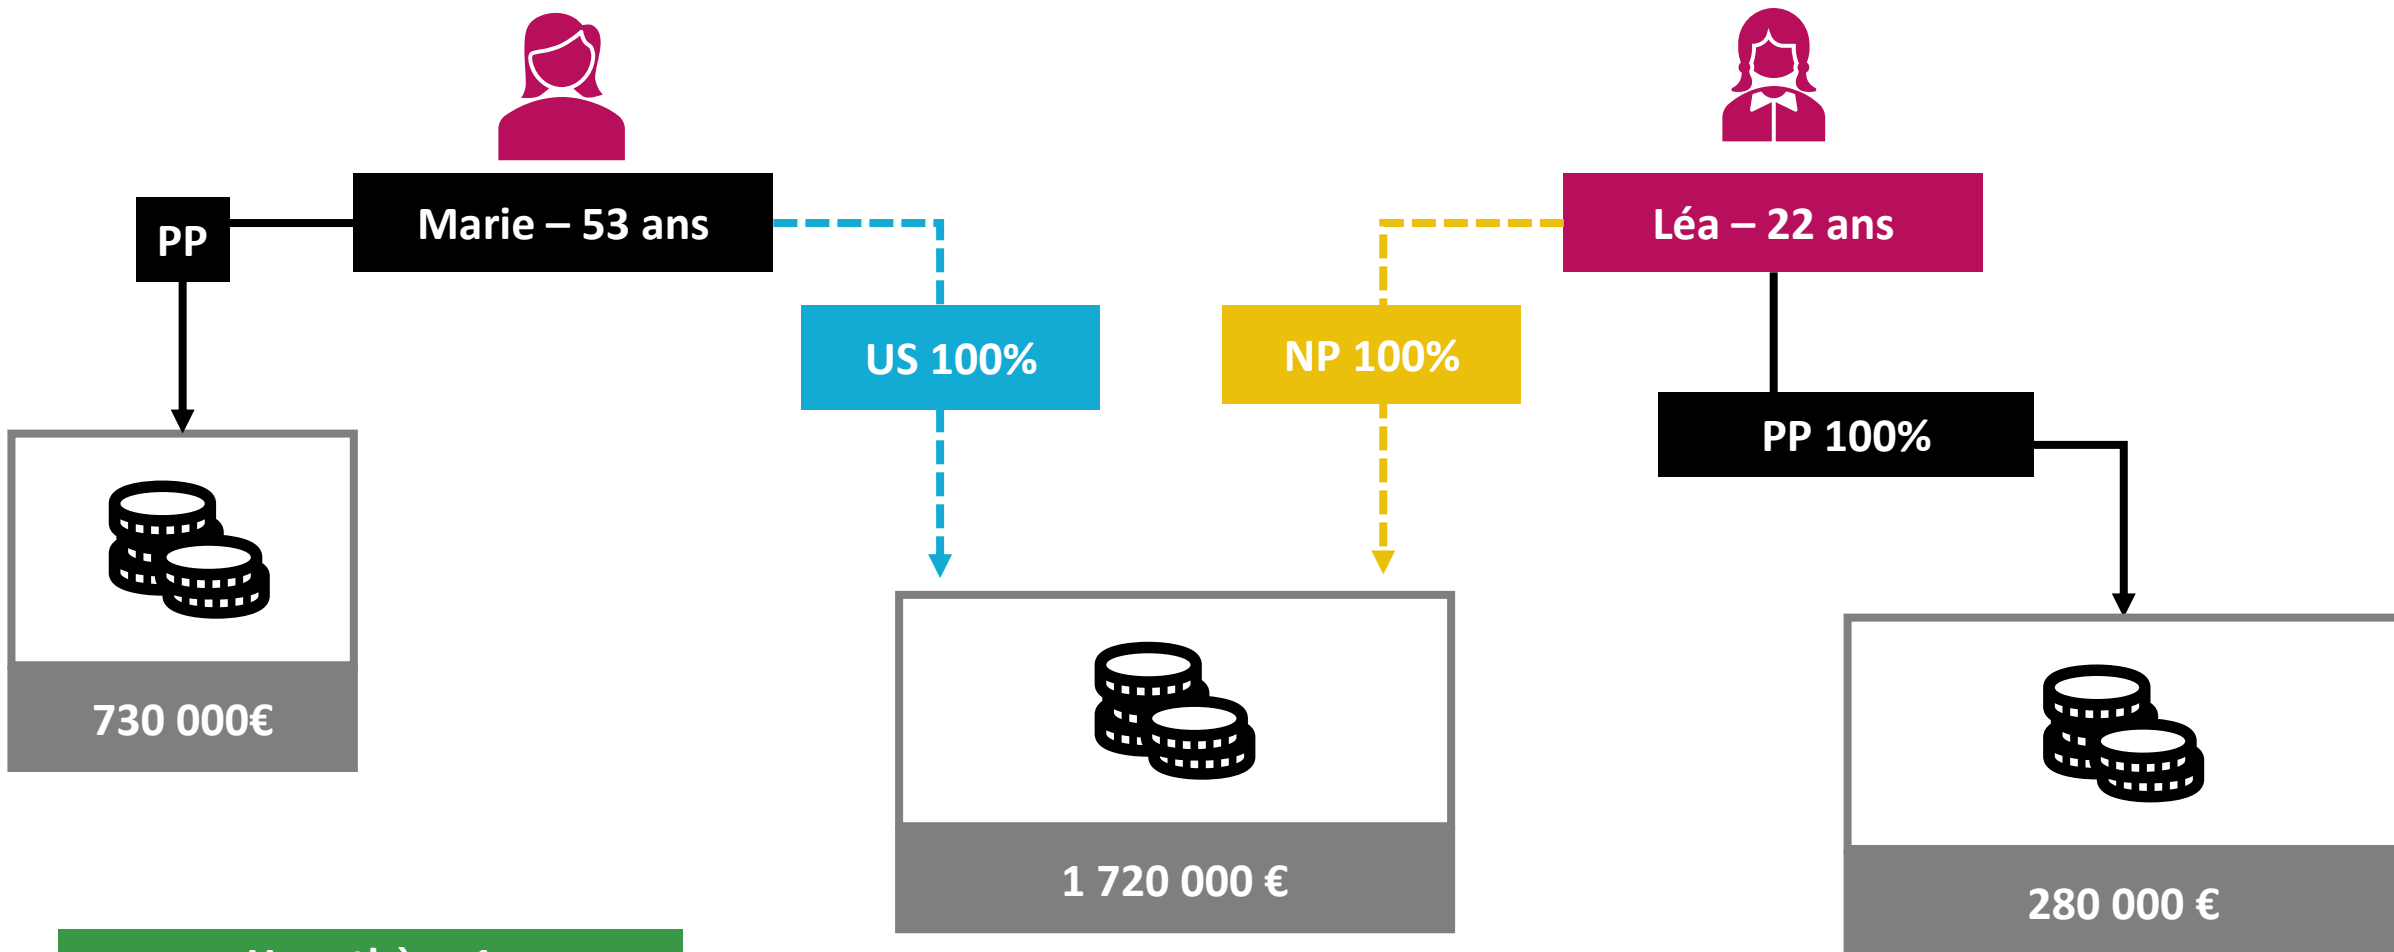 Marie – 53 ans
Léa – 22 ans
PP
US 100%
NP 100%
PP 100%
730 000€
1 720 000 €
280 000 €